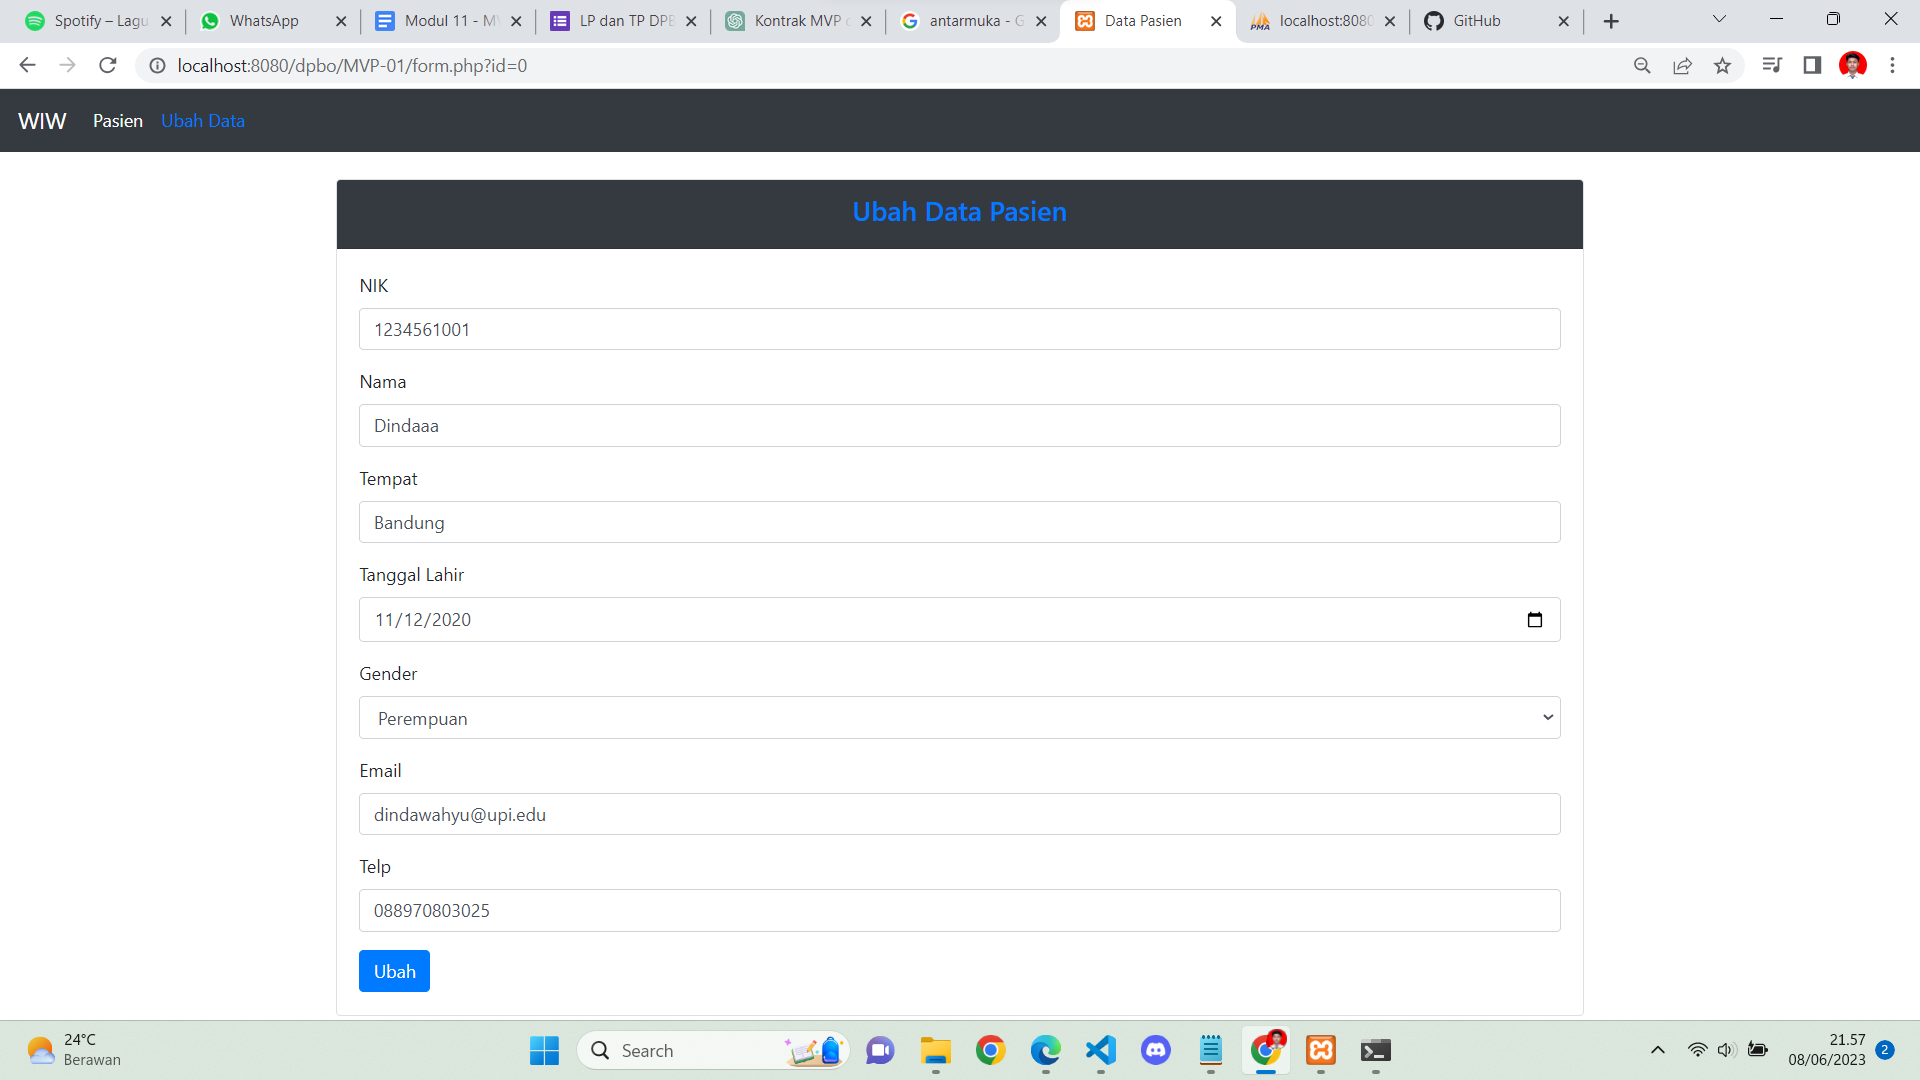 Spotify – Lagu
WhatsApp
Modul 11 - M
LP dan TP DPB
Kontrak MVP
antarmuka - G
Data Pasien
localhost:8080
GitHub
localhost:8080/dpbo/MVP-01/form.php?id=0
WIW Pasien Ubah Data
Ubah Data Pasien
NIK
1234561001
Nama
Dindaaa
Tempat
Bandung
Tanggal Lahir
11/12/2020
Gender
Perempuan
Email
dindawahyu@upi.edu
Telp
088970803025
Ubah
24°C
Berawan
Search
21.57
08/06/2023
2